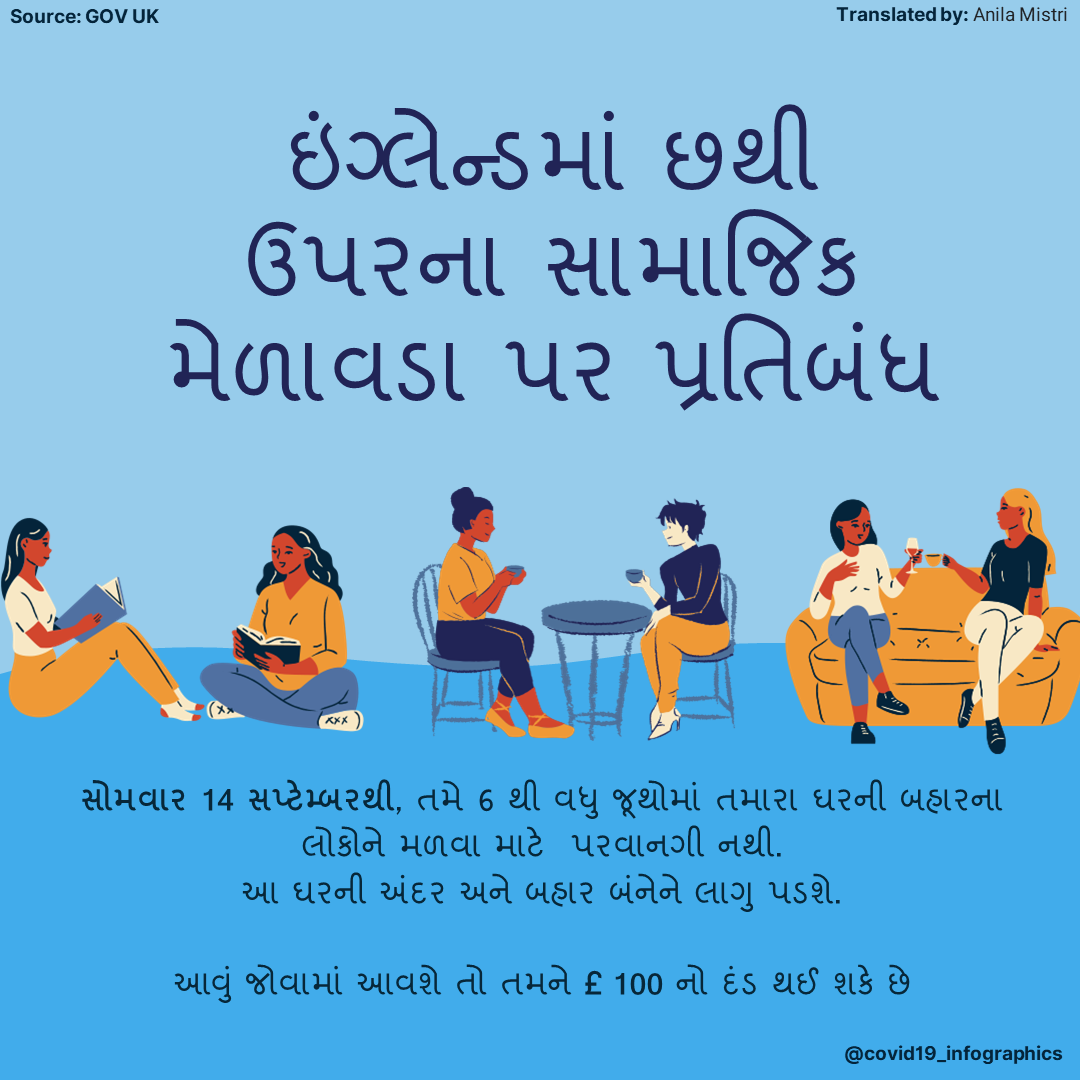 Source: GOV UK
Translated by: Anila Mistri
ઇંગ્લેન્ડમાં છથી
ઉપરના સામાજિક
મેળાવડા પર પ્રતિબંધ
સોમવાર 14 સપ્ટેમ્બરથી, તમે 6 થી વધુ જૂથોમાં તમારા ઘરની બહારના
લોકોને મળવા માટે પરવાનગી નથી.
આ ઘરની અંદર અને બહાર બંનેને લાગુ પડશે.
આવું જોવામાં આવશે તો તમને £ 100 નો દંડ થઈ શકે છે
@covid19_infographics